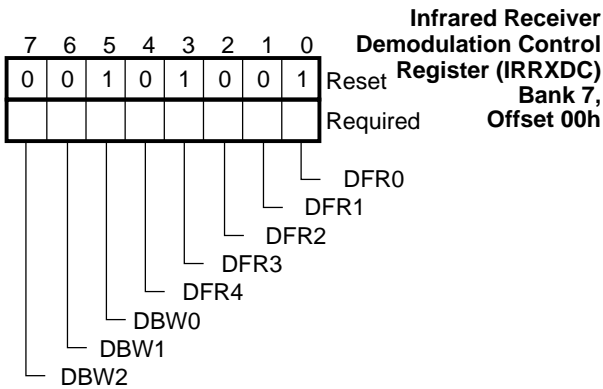 Infrared Receiver
Demodulation Control
Register (IRRXDC)
Bank 7,
Offset 00h
7 6 5 4 3 2 1 0
0 0 1 0 1 0 0 1 Reset
Required
DFR0
DFR1
DFR2
DFR3
DFR4
DBW0
DBW1
DBW2